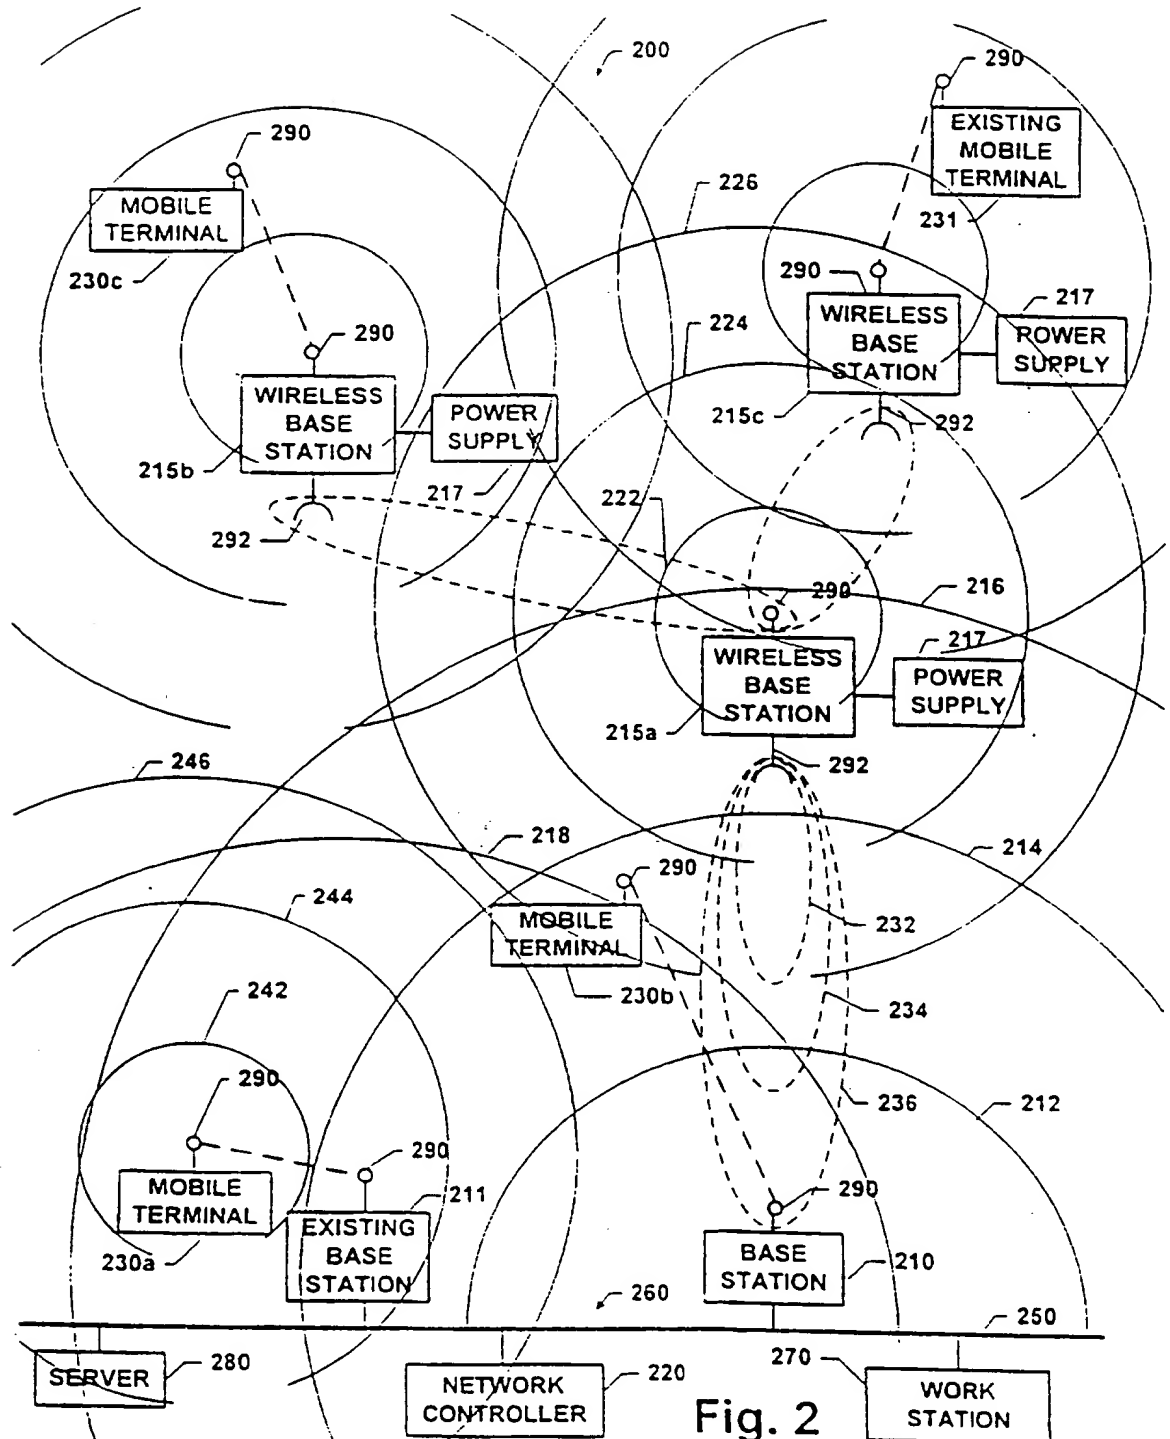 200
290
EXISTING
MOBILE
TERMINAL
231
290
MOBILE
TERMINAL
230c
226
290
WIRELESS
BASE
STATION
215c
217
POWER
SUPPLY
224
292
290
WIRELESS
BASE
STATION
215b
POWER
SUPPLY
217
292
222
290
216
WIRELESS
BASE
STATION
215a
217
POWER
SUPPLY
292
246
218
290
214
244
MOBILE
TERMINAL
230b
232
234
242
236
212
290
MOBILE
TERMINAL
230a
290
211
EXISTING
BASE
STATION
290
BASE
STATION
210
260
250
SERVER
280
NETWORK
CONTROLLER
220
270
WORK
STATION
Fig. 2